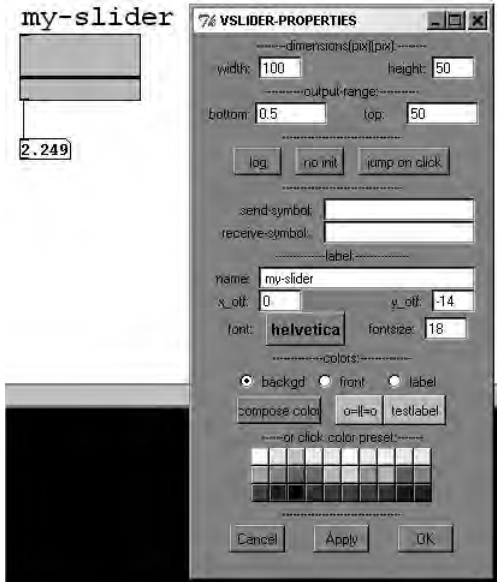 my-slider
2.249
VSLIDER-PROPERTIES
----------dimensions(pix)(pix):--------
width: 100 height: 50
-----------output-range:-----------
bottom: 0.5 top: 50
log no init jump on click
send-symbol:
receive-symbol:
label:
name: my-slider
x_off: 0 y_off: -14
font: helvetica fontsize: 18
colors:
backgd front label
compose color o=||=o testlabel
-----or click color preset:-------
Cancel Apply OK